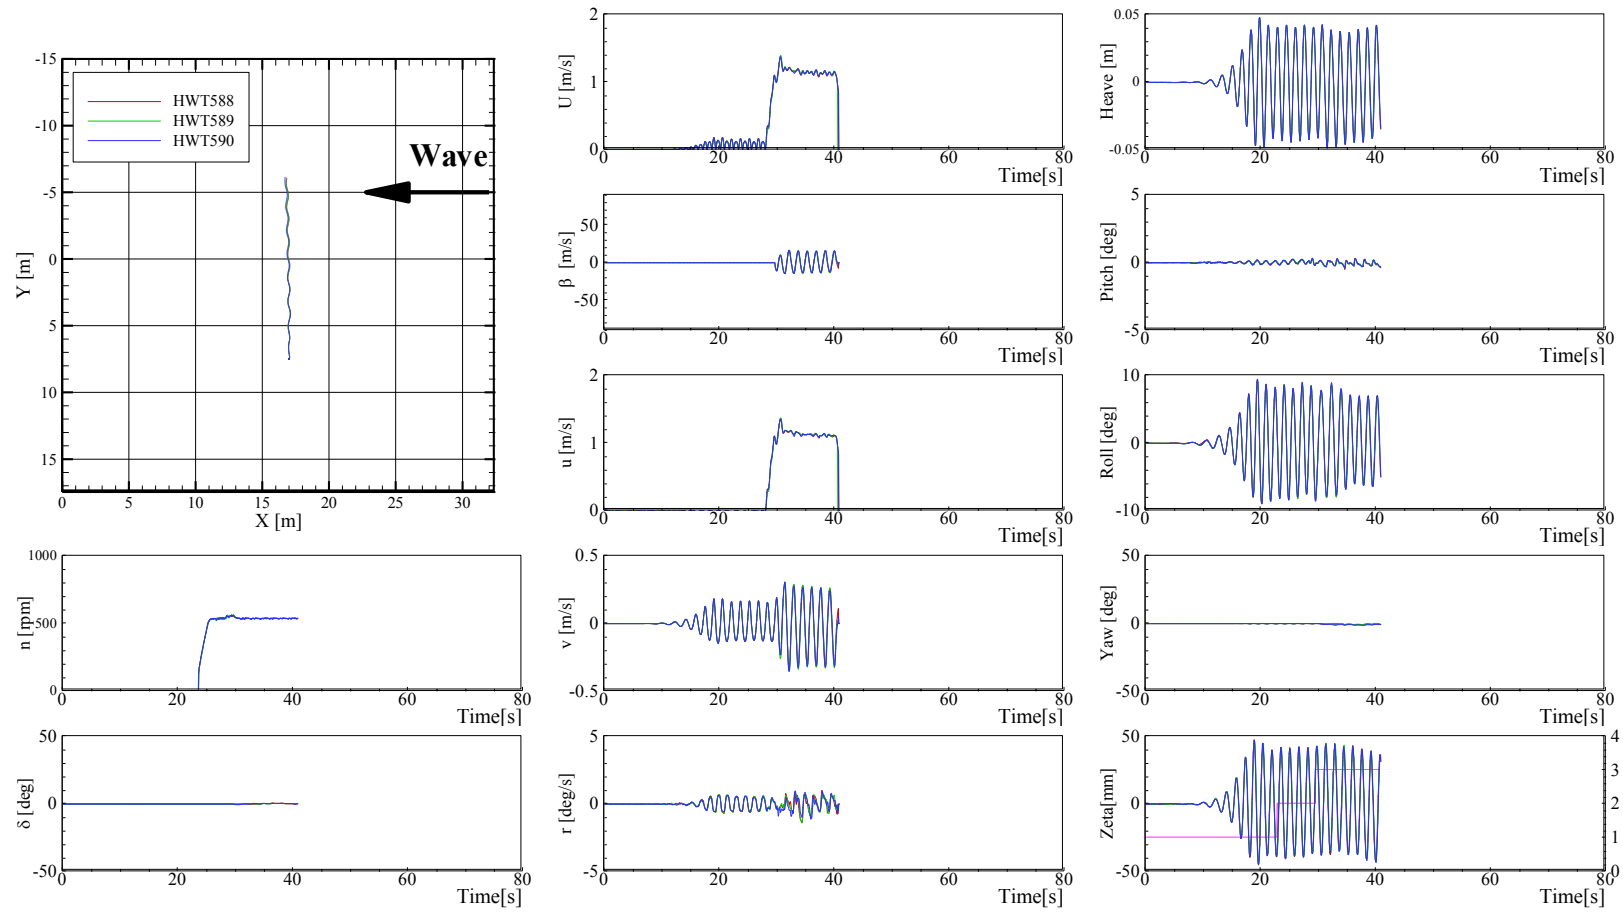 -15
-10
-5
0
5
10
15
Y [m]
0 5 10 15 20 25 30
X [m]
HWT588
HWT589
HWT590
Wave
2
1
0
U [m/s]
0 20 40 60 80
Time[s]
0.05
0
-0.05
Heave [m]
0 20 40 60 80
Time[s]
50
0
-50
β [m/s]
0 20 40 60 80
Time[s]
5
0
-5
Pitch [deg]
0 20 40 60 80
Time[s]
2
1
0
u [m/s]
0 20 40 60 80
Time[s]
10
0
-10
Roll [deg]
0 20 40 60 80
Time[s]
1000
500
0
n [rpm]
0 20 40 60 80
Time[s]
0.5
0
-0.5
v [m/s]
0 20 40 60 80
Time[s]
50
0
-50
Yaw [deg]
0 20 40 60 80
Time[s]
50
0
-50
δ [deg]
0 20 40 60 80
Time[s]
5
0
-5
r [deg/s]
0 20 40 60 80
Time[s]
50
0
-50
Zeta[mm]
4
3
2
1
0
0 20 40 60 80
Time[s]